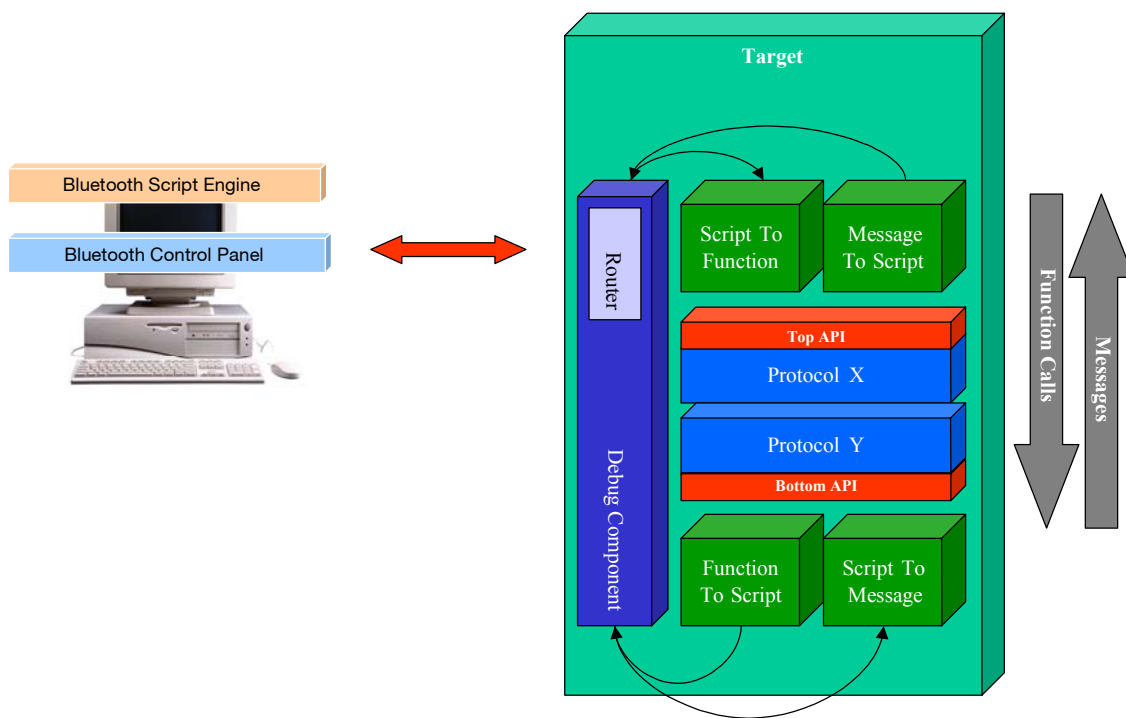 Target
Bluetooth Script Engine
Bluetooth Control Panel
Router
Debug Component
Script To
Function
Message
To Script
Top API
Protocol X
Protocol Y
Bottom API
Function
To Script
Script To
Message
Function Calls
Messages